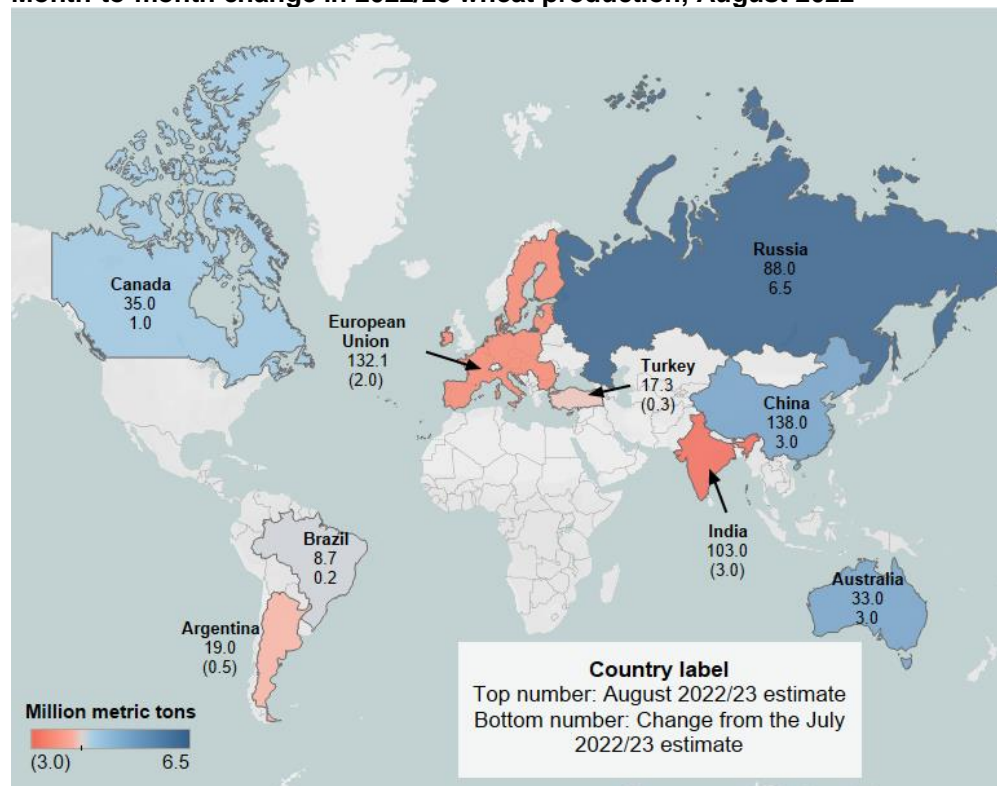 Month-to-month change in 2022/23 wheat production, August 2022
Canada
35.0
1.0
Russia
88.0
6.5
European
Union
132.1
(2.0)
Turkey
17.3
(0.3)
China
138.0
3.0
India
103.0
(3.0)
Brazil
8.7
0.2
Australia
33.0
3.0
Argentina
19.0
(0.5)
Country label
Top number: August 2022/23 estimate
Bottom number: Change from the July
2022/23 estimate
Million metric tons
(3.0) 6.5